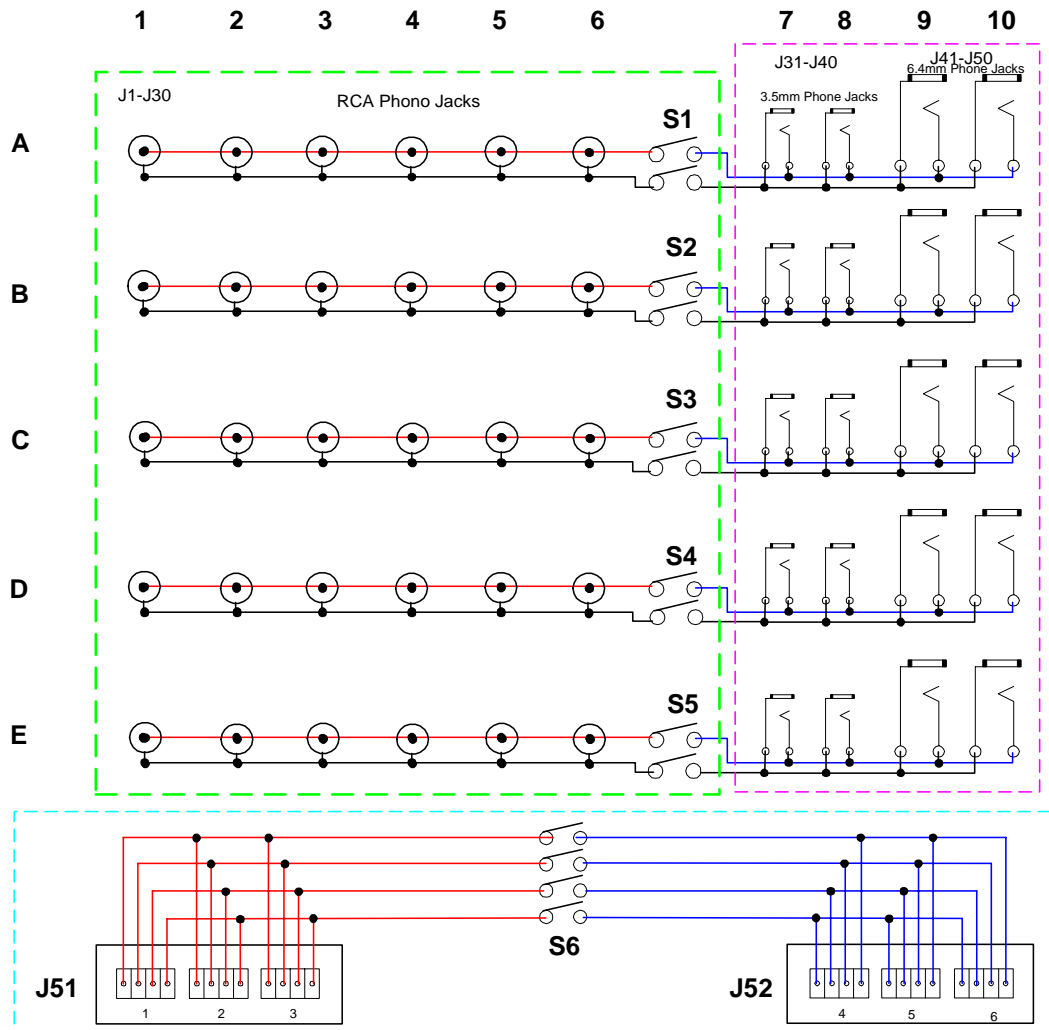 1 2 3 4 5 6 7 8 9 10
J31-J40 J41-J50
6.4mm Phone Jacks
J1-J30 RCA Phono Jacks 3.5mm Phone Jacks
S1
A
S2
B
S3
C
S4
D
S5
E
S6
J51 J52
1 2 3 4 5 6